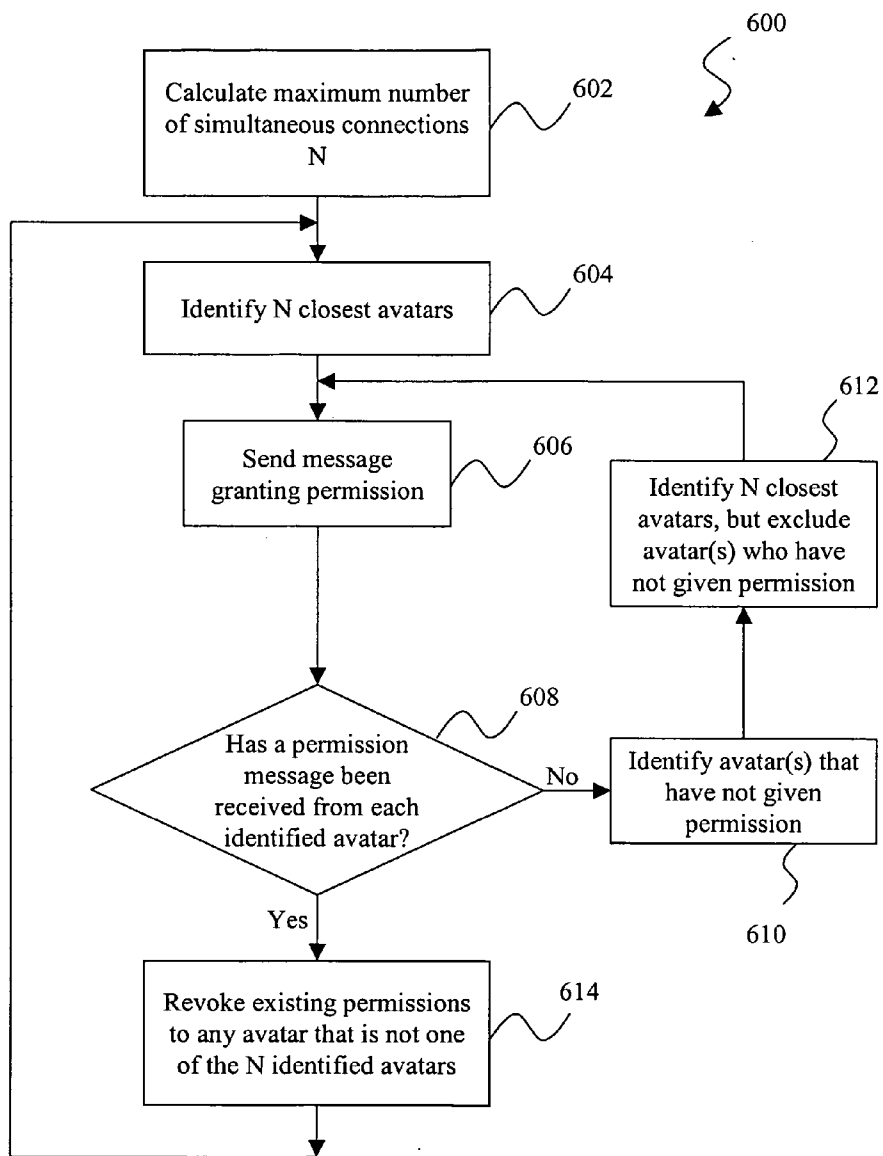 600
Calculate maximum number
of simultaneous connections
N
602
Identify N closest avatars
604
Send message
granting permission
606
612
Identify N closest
avatars, but exclude
avatar(s) who have
not given permission
608
Has a permission
message been
received from each
identified avatar?
No
Identify avatar(s) that
have not given
permission
610
Yes
Revoke existing permissions
to any avatar that is not one
of the N identified avatars
614